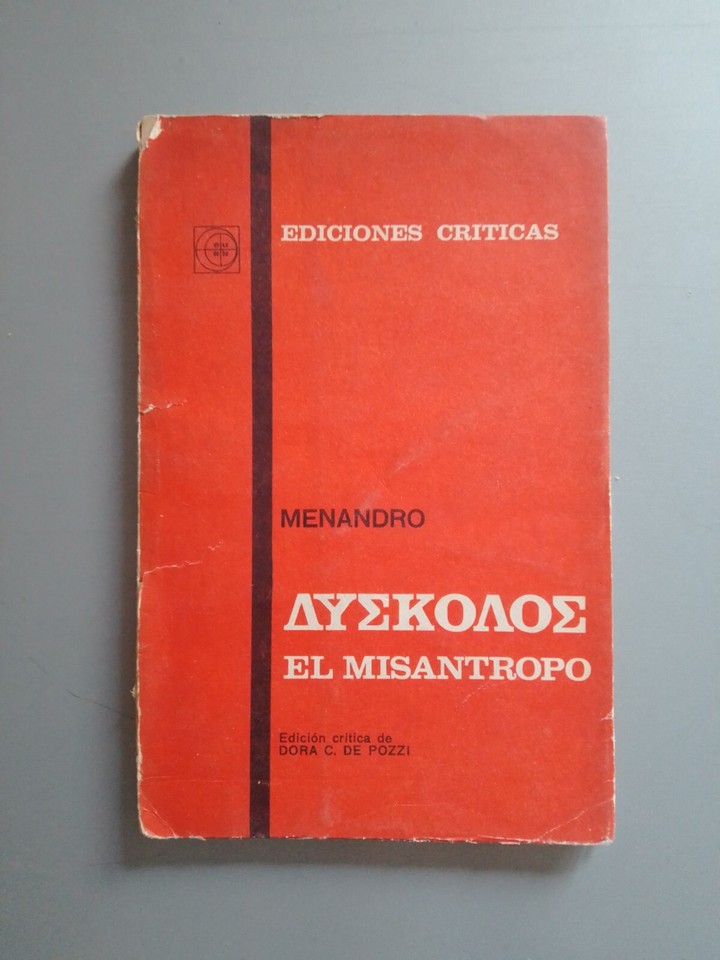 EDICIONES CRITICAS
MENANDRO
ΔΥΣΚΟΛΟΣ
EL MISANTROPO
Edición crítica de
DORA C. DE POZZI